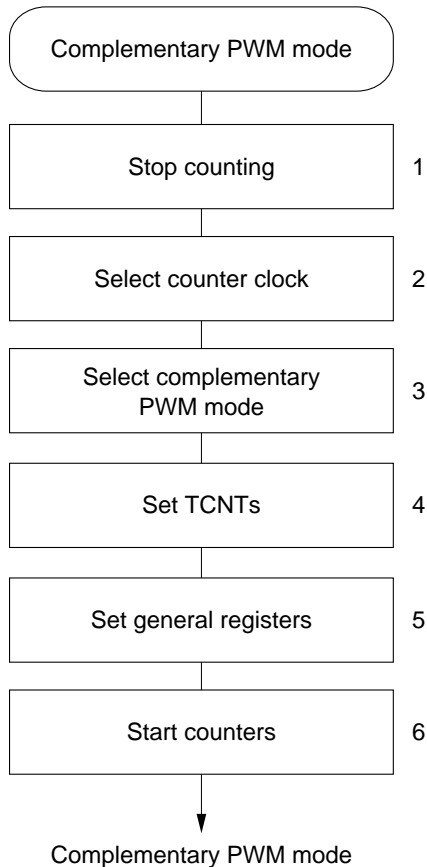 Complementary PWM mode
Stop counting 1
Select counter clock 2
Select complementary
PWM mode 3
Set TCNTs 4
Set general registers 5
Start counters 6
Complementary PWM mode